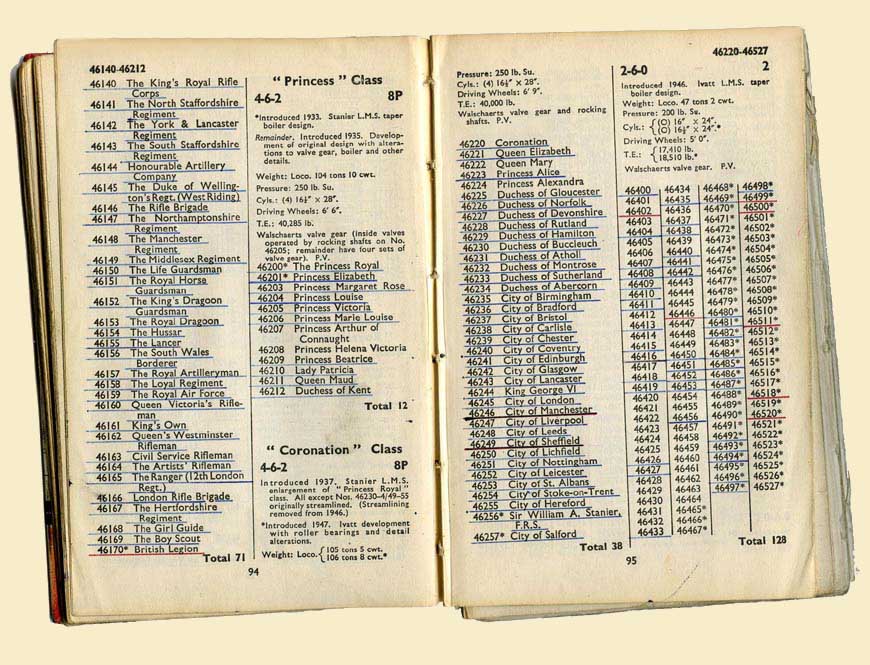 46140-46212
46140 The King's Royal Rifle
Corps
46141 The North Staffordshire
Regiment
46142 The York & Lancaster
Regiment
46143 The South Staffordshire
Regiment
46144 Honourable Artillery
Company
46145 The Duke of Welling-
ton's Regt. (West Riding)
46146 The Rifle Brigade
46147 The Northamptonshire
Regiment
46148 The Manchester
Regiment
46149 The Middlesex Regiment
46150 The Life Guardsman
46151 The Royal Horse
Guardsman
46152 The King's Dragoon
Guardsman
46153 The Royal Dragoon
46154 The Hussar
46155 The Lancer
46156 The South Wales
Borderer
46157 The Royal Artilleryman
46158 The Loyal Regiment
46159 The Royal Air Force
46160 Queen Victoria's Rifle-
man
46161 King's Own
46162 Queen's Westminster
Rifleman
46163 Civil Service Rifleman
46164 The Artists' Rifleman
46165 The Ranger (12th London
Regt.)
46166 London Rifle Brigade
46167 The Hertfordshire
Regiment
46168 The Girl Guide
46169 The Boy Scout
46170* British Legion
Total 71
"Princess" Class
4-6-2 8P
*Introduced 1933. Stanier L.M.S. taper
boiler design.
Remainder. Introduced 1935. Develop-
ment of original design with altera-
tions to valve gear, boiler and other
details.
Weight: Loco. 104 tons 10 cwt.
Pressure: 250 lb. Su.
Cyls.: (4) 16¼" × 28".
Driving Wheels: 6' 6".
T.E.: 40,285 lb.
Walschaerts valve gear (inside valves
operated by rocking shafts on No.
46205; remainder have four sets of
valve gear). P.V.
46200* The Princess Royal
46201* Princess Elizabeth
46203 Princess Margaret Rose
46204 Princess Louise
46205 Princess Victoria
46206 Princess Marie Louise
46207 Princess Arthur of
Connaught
46208 Princess Helena Victoria
46209 Princess Beatrice
46210 Lady Patricia
46211 Queen Maud
46212 Duchess of Kent
Total 12
"Coronation" Class
4-6-2 8P
Introduced 1937. Stanier L.M.S.
enlargement of "Princess Royal"
class. All except Nos. 46230-4/49-55
originally streamlined. (Streamlining
removed from 1946.)
*Introduced 1947. Ivatt development
with roller bearings and detail
alterations.
Weight: Loco. {105 tons 5 cwt.
106 tons 8 cwt.*
94
46220-46527
Pressure: 250 lb. Su.
Cyls.: (4) 16½" × 28".
Driving Wheels: 6' 9".
T.E.: 40,000 lb.
Walschaerts valve gear and rocking
shafts. P.V.
46220 Coronation
46221 Queen Elizabeth
46222 Queen Mary
46223 Princess Alice
46224 Princess Alexandra
46225 Duchess of Gloucester
46226 Duchess of Norfolk
46227 Duchess of Devonshire
46228 Duchess of Rutland
46229 Duchess of Hamilton
46230 Duchess of Buccleuch
46231 Duchess of Atholl
46232 Duchess of Montrose
46233 Duchess of Sutherland
46234 Duchess of Abercorn
46235 City of Birmingham
46236 City of Bradford
46237 City of Bristol
46238 City of Carlisle
46239 City of Chester
46240 City of Coventry
46241 City of Edinburgh
46242 City of Glasgow
46243 City of Lancaster
46244 King George VI
46245 City of London
46246 City of Manchester
46247 City of Liverpool
46248 City of Leeds
46249 City of Sheffield
46250 City of Lichfield
46251 City of Nottingham
46252 City of Leicester
46253 City of St. Albans
46254 City of Stoke-on-Trent
46255 City of Hereford
46256* Sir William A. Stanier,
F.R.S.
46257* City of Salford
Total 38
2-6-0 2
Introduced 1946. Ivatt L.M.S. taper
boiler design.
Weight: Loco. 47 tons 2 cwt.
Pressure: 200 lb. Su.
Cyls.: {(O) 16" × 24".
(O) 16½" × 24".*
Driving Wheels: 5' 0".
T.E.: {17,410 lb.
18,510 lb.*
Walschaerts valve gear. P.V.
46400 46434 46468* 46498*
46401 46435 46469* 46499*
46402 46436 46470* 46500*
46403 46437 46471* 46501*
46404 46438 46472* 46502*
46405 46439 46473* 46503*
46406 46440 46474* 46504*
46407 46441 46475* 46505*
46408 46442 46476* 46506*
46409 46443 46477* 46507*
46410 46444 46478* 46508*
46411 46445 46479* 46509*
46412 46446 46480* 46510*
46413 46447 46481* 46511*
46414 46448 46482* 46512*
46415 46449 46483* 46513*
46416 46450 46484* 46514*
46417 46451 46485* 46515*
46418 46452 46486* 46516*
46419 46453 46487* 46517*
46420 46454 46488* 46518*
46421 46455 46489* 46519*
46422 46456 46490* 46520*
46423 46457 46491* 46521*
46424 46458 46492* 46522*
46425 46459 46493* 46523*
46426 46460 46494* 46524*
46427 46461 46495* 46525*
46428 46462 46496* 46526*
46429 46463 46497* 46527*
46430 46464
46431 46465*
46432 46466*
46433 46467*
Total 128
95